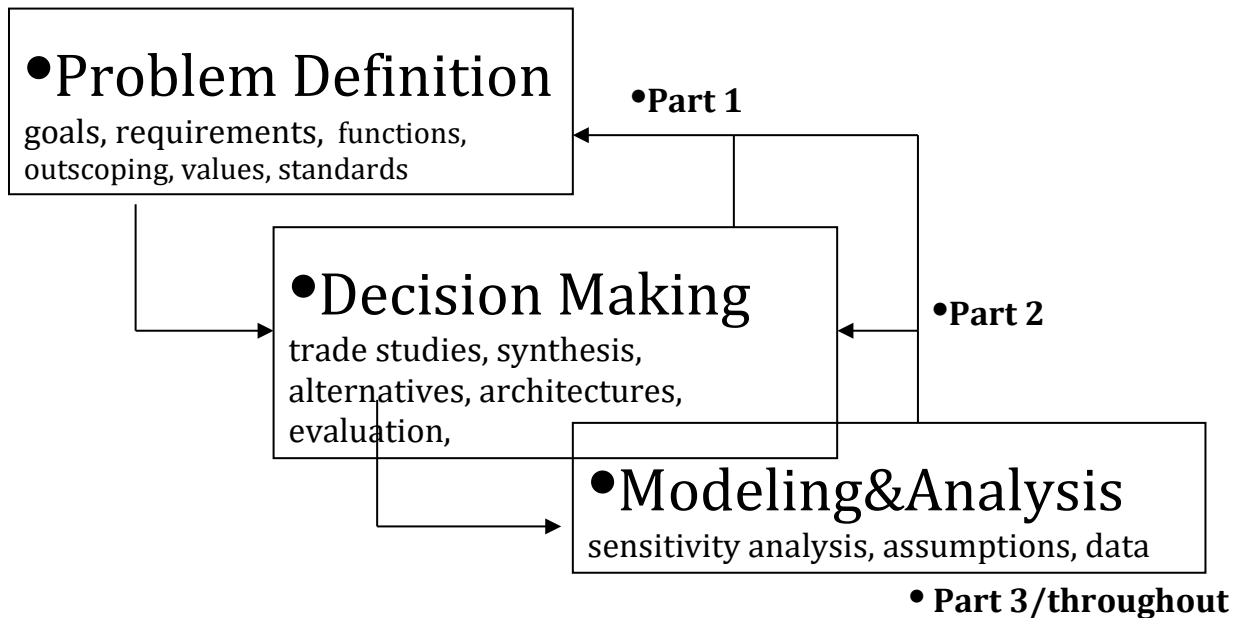 •Problem Definition
goals, requirements, functions,
outscoping, values, standards
•Part 1
•Decision Making
trade studies, synthesis,
alternatives, architectures,
evaluation,
•Part 2
•Modeling&Analysis
sensitivity analysis, assumptions, data
• Part 3/throughout